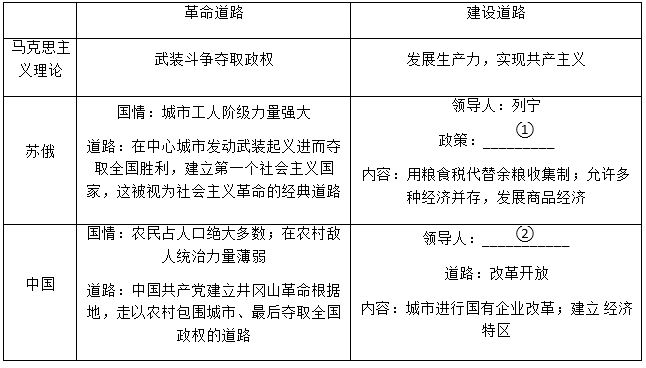 革命道路
建设道路
马克思主
义理论
武装斗争夺取政权
发展生产力，实现共产主义
苏俄
国情：城市工人阶级力量强大
道路：在中心城市发动武装起义进而夺
取全国胜利，建立第一个社会主义国
家，这被视为社会主义革命的经典道路
领导人：列宁
政策：____①____
内容：用粮食税代替余粮收集制；允许多
种经济并存，发展商品经济
中国
国情：农民占人口绝大多数；在农村敌
人统治力量薄弱
道路：中国共产党建立井冈山革命根据
地，走以农村包围城市、最后夺取全国
政权的道路
领导人：____②____
道路：改革开放
内容：城市进行国有企业改革；建立 经济
特区